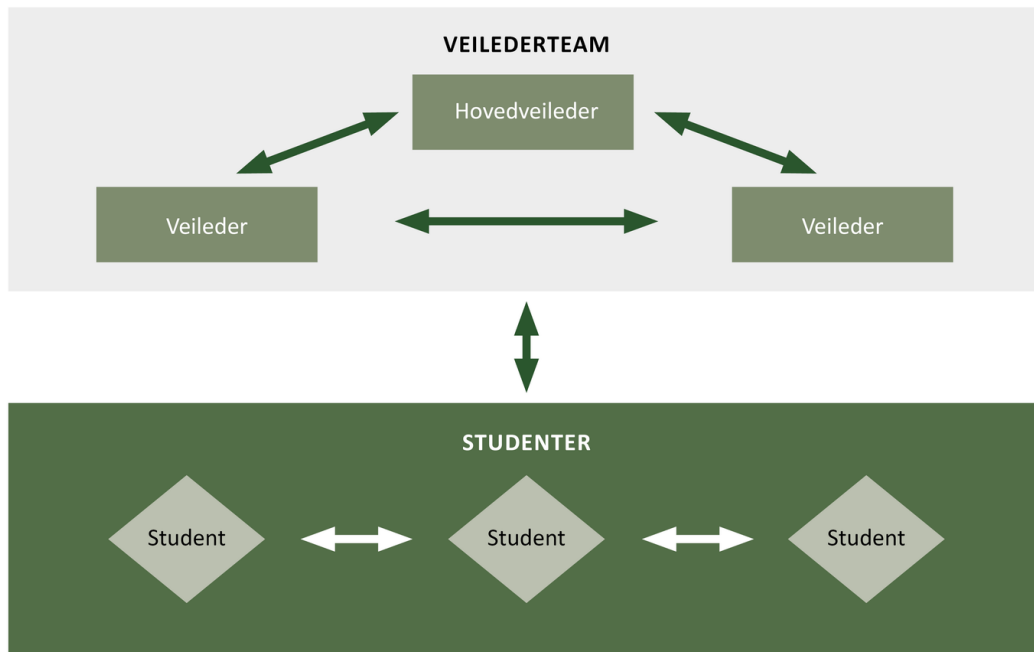 VEILEDERTEAM
Hovedveileder
Veileder
Veileder
STUDENTER
Student
Student
Student